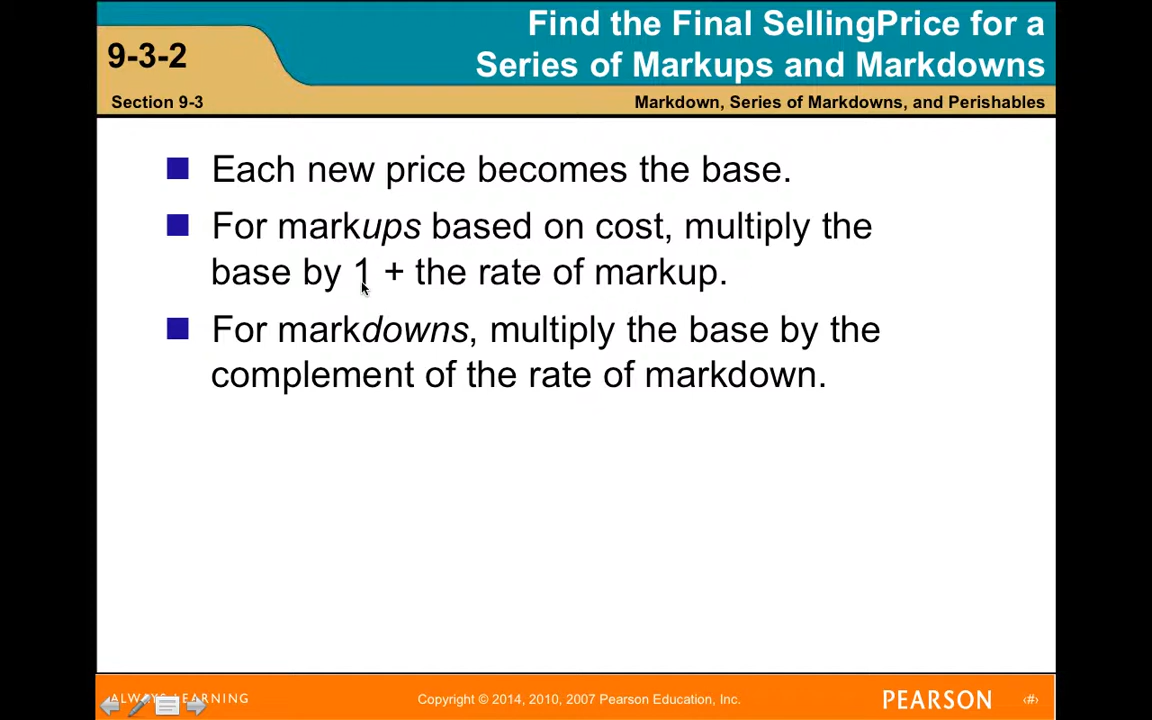 Find the Final SellingPrice for a
9-3-2
Series of Markups and Markdowns
Section 9-3
Markdown, Series of Markdowns, and Perishables
Each new price becomes the base.
For markups based on cost, multiply the
base by 1 + the rate of markup.
For markdowns, multiply the base by the
complement of the rate of markdown.
ALWAYS LEARNING
Copyright © 2014, 2010, 2007 Pearson Education, Inc.
PEARSON
‹#›